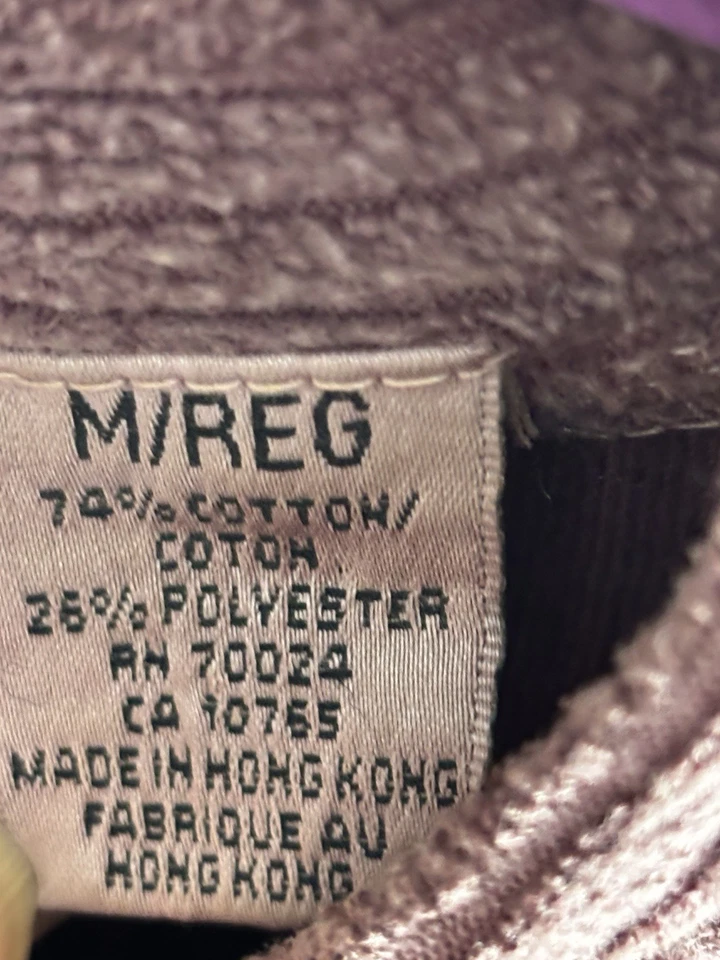 M/REG
74% COTTON/
COTON
26% POLYESTER
RN 70024
CA 10765
MADE IN HONG KONG
FABRIQUE AU
HONG KONG